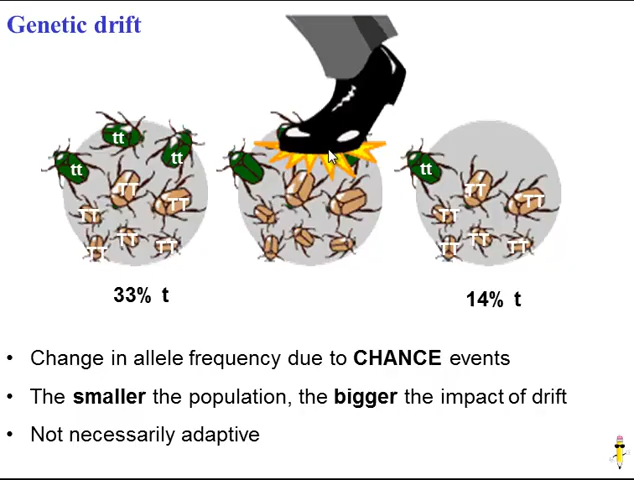 Genetic drift
tt
tt
tt
tt
TT
TT
TT
TT
TT
TT
TT
TT
TT
TT
TT
TT
33% t
14% t
• Change in allele frequency due to CHANCE events
• The smaller the population, the bigger the impact of drift
• Not necessarily adaptive